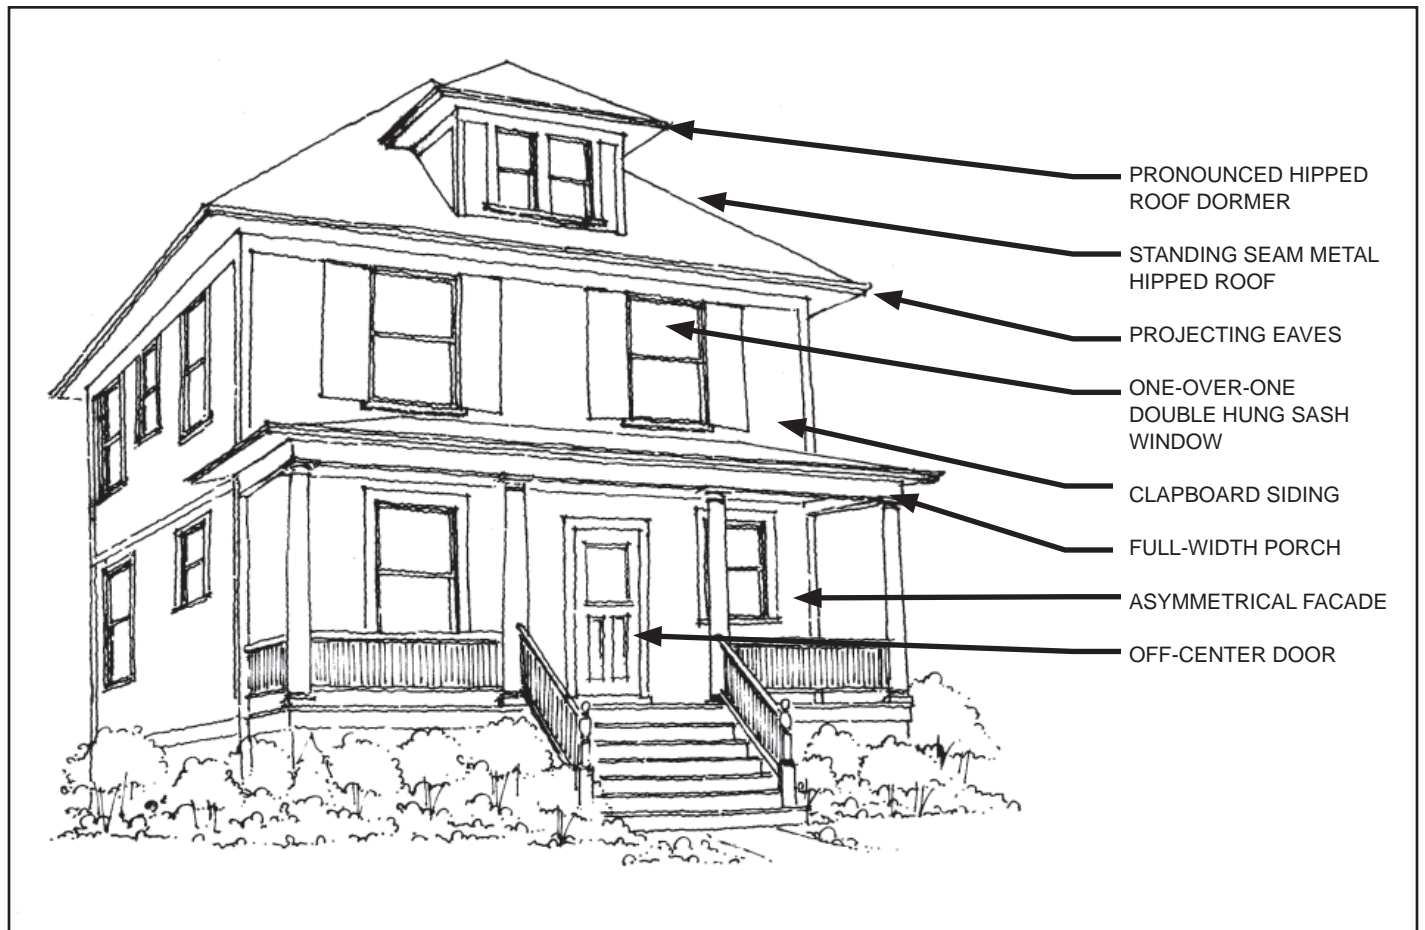 PRONOUNCED HIPPED
ROOF DORMER
STANDING SEAM METAL
HIPPED ROOF
PROJECTING EAVES
ONE-OVER-ONE
DOUBLE HUNG SASH
WINDOW
CLAPBOARD SIDING
FULL-WIDTH PORCH
ASYMMETRICAL FACADE
OFF-CENTER DOOR